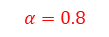 α = 0.8